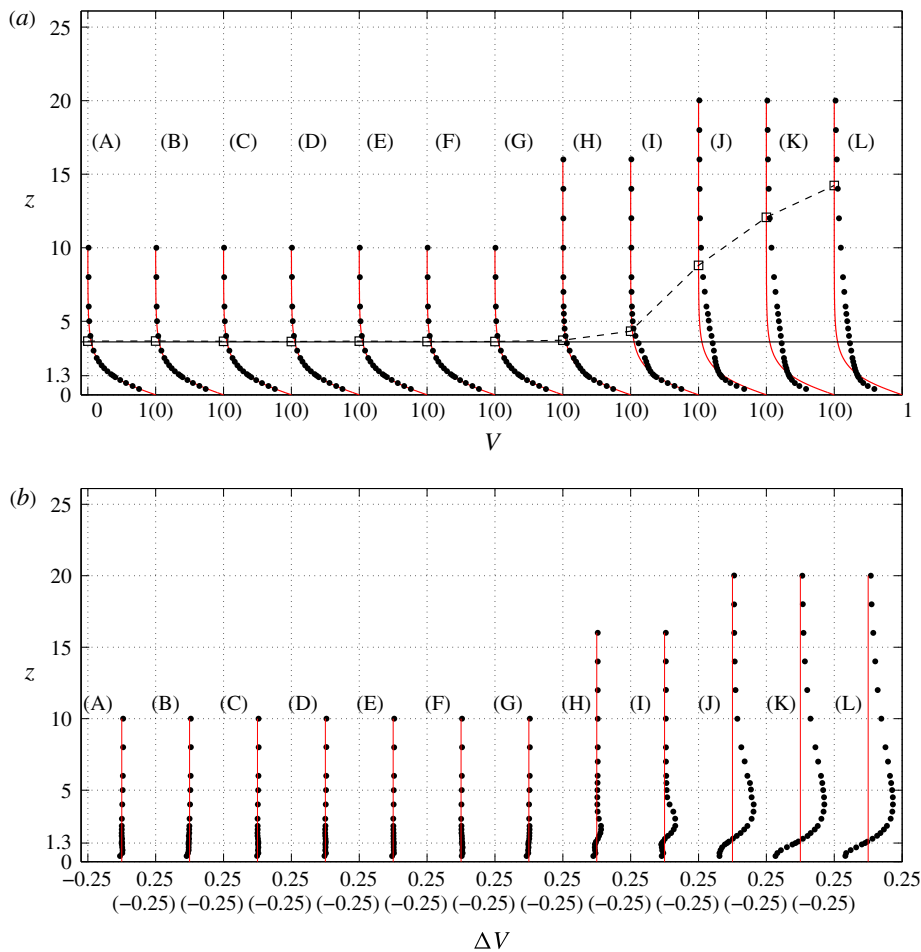 (a)
25
20
(A) (B) (C) (D) (E) (F) (G) (H) (I) (J) (K) (L)
15
z
10
5
1.3
0
0 1(0) 1(0) 1(0) 1(0) 1(0) 1(0) 1(0) 1(0) 1(0) 1(0) 1(0) 1
V
(b)
25
20
15
z
(A) (B) (C) (D) (E) (F) (G) (H) (I) (J) (K) (L)
10
5
1.3
0
−0.25 0.25 0.25 0.25 0.25 0.25 0.25 0.25 0.25 0.25 0.25 0.25 0.25
(−0.25) (−0.25) (−0.25) (−0.25) (−0.25) (−0.25) (−0.25) (−0.25) (−0.25) (−0.25) (−0.25)
ΔV